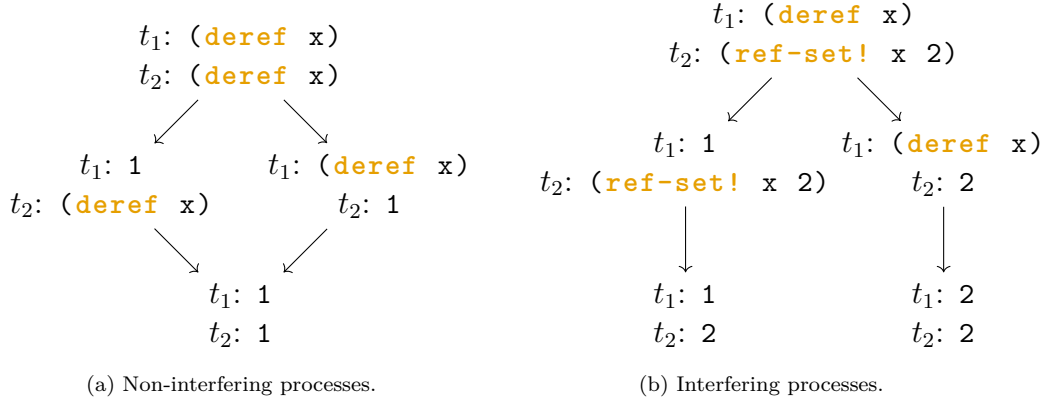 t₁: (deref x)
t₂: (deref x)
t₁: 1
t₂: (deref x)
t₁: (deref x)
t₂: 1
t₁: 1
t₂: 1
(a) Non-interfering processes.
t₁: (deref x)
t₂: (ref-set! x 2)
t₁: 1
t₂: (ref-set! x 2)
t₁: (deref x)
t₂: 2
t₁: 1
t₂: 2
t₁: 2
t₂: 2
(b) Interfering processes.